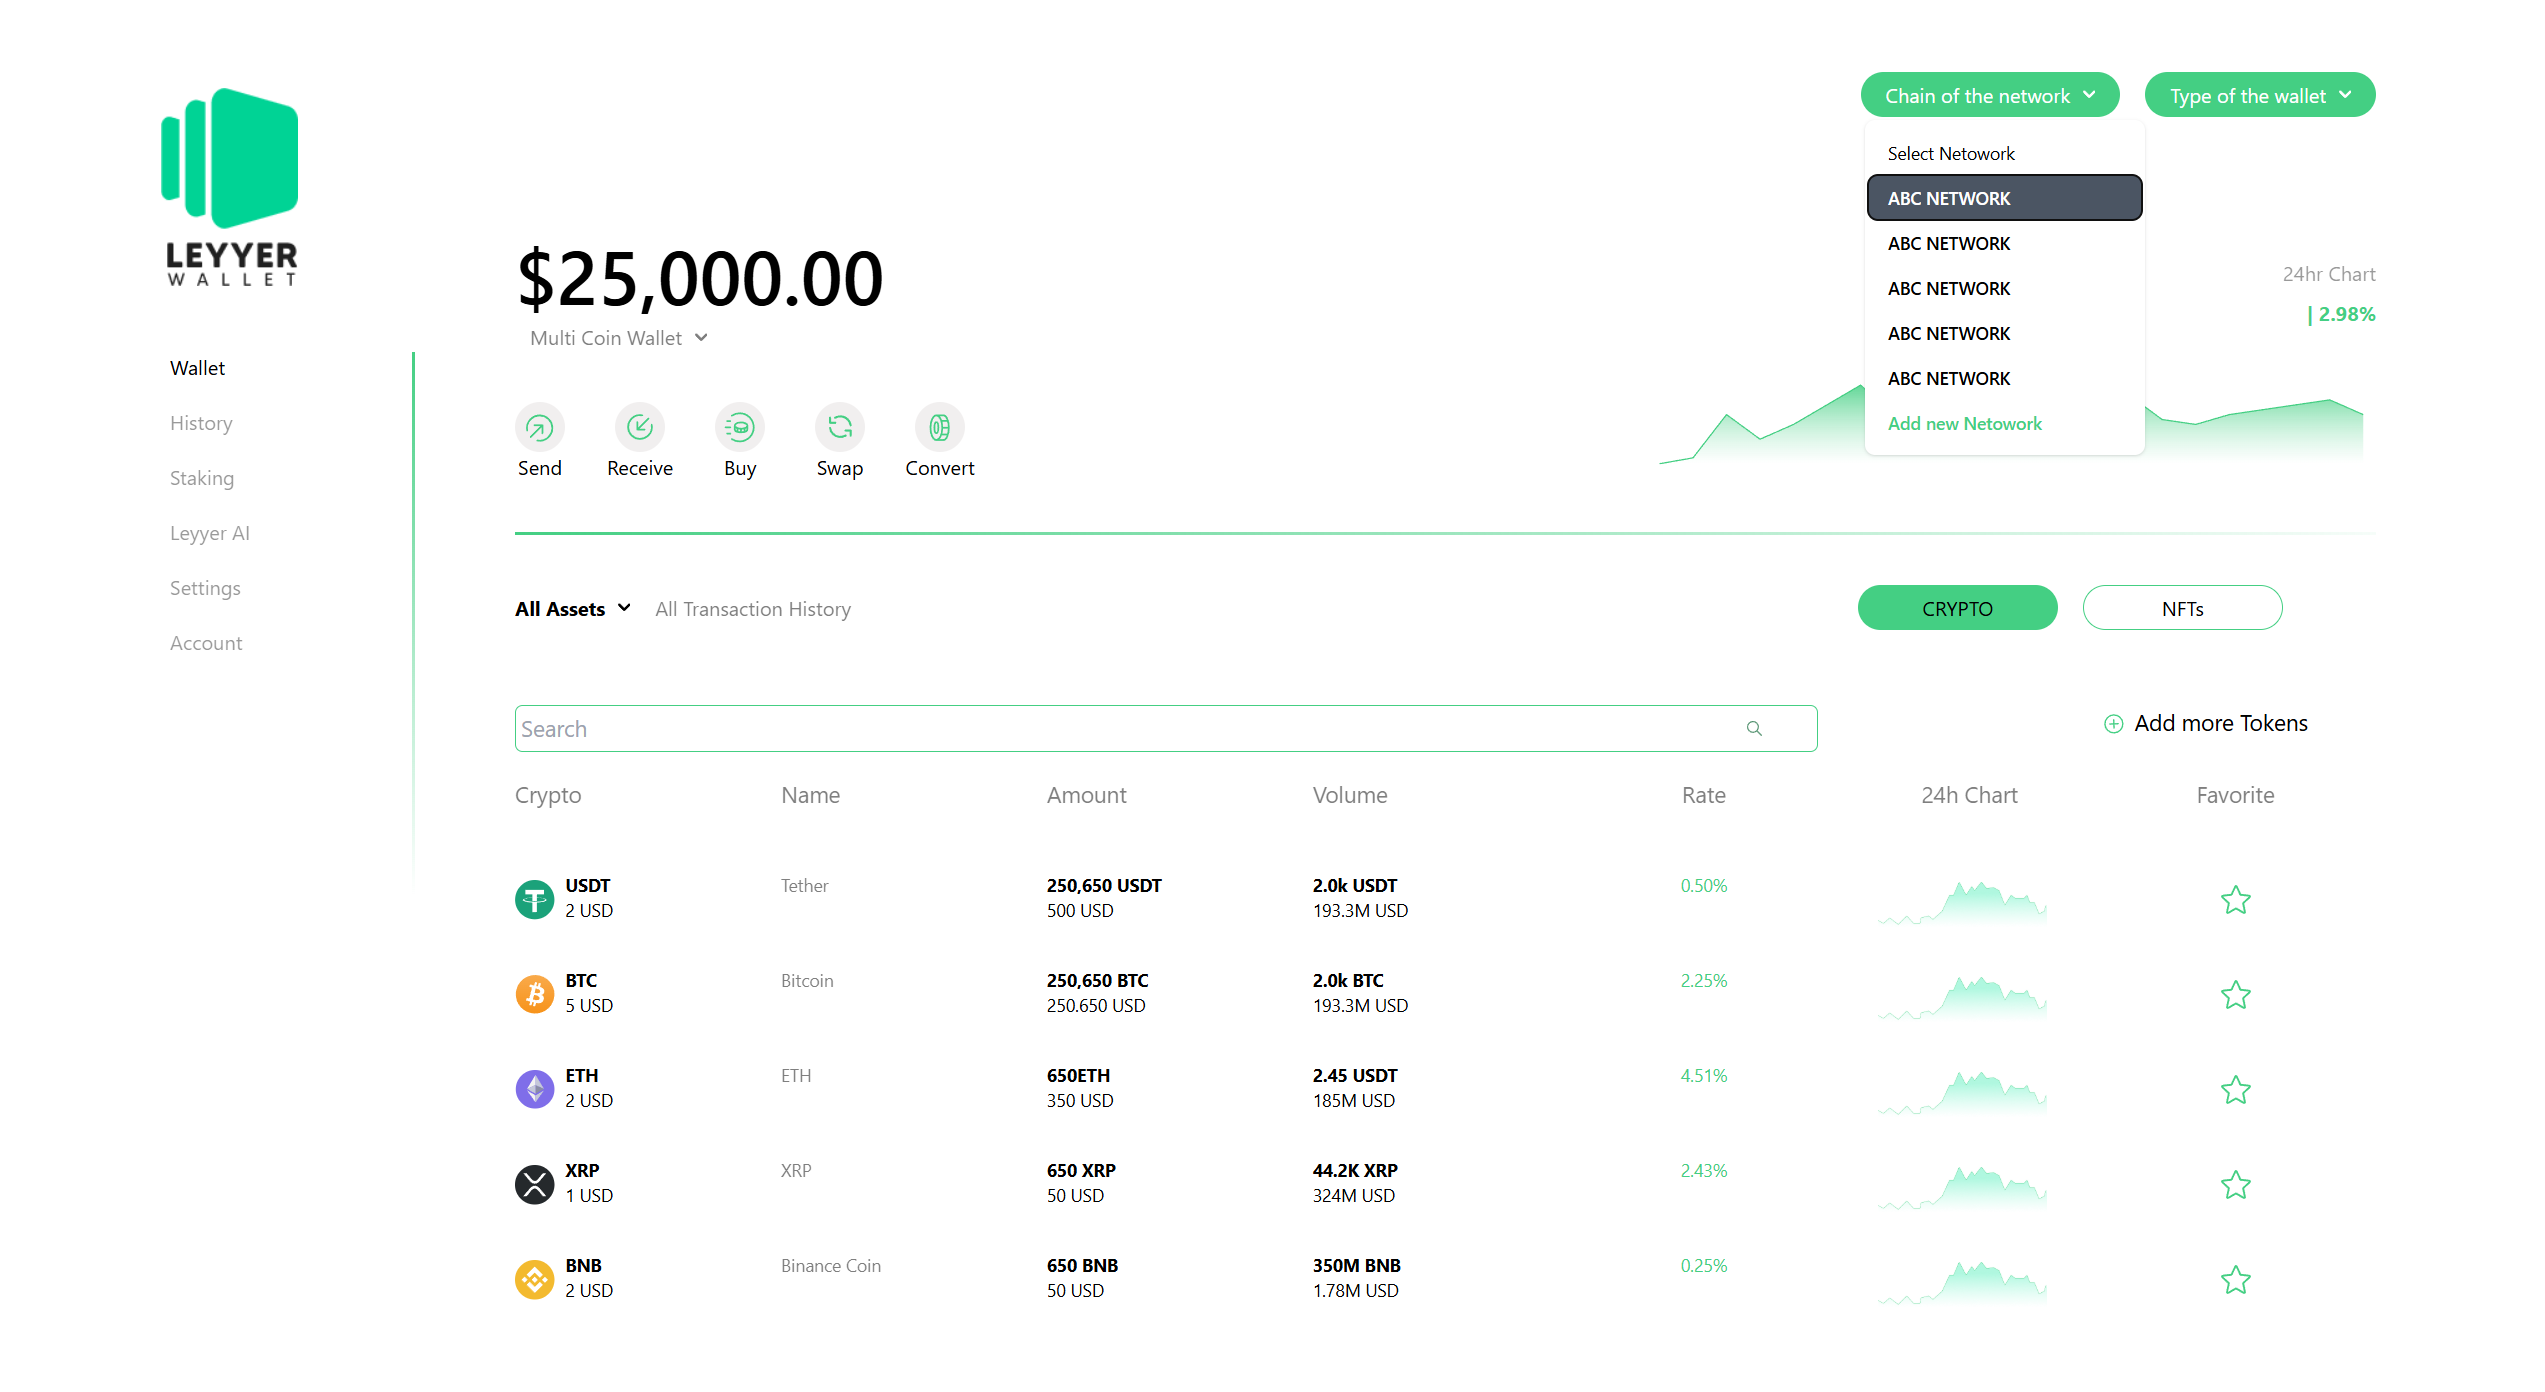 LEYYER
WALLET
Wallet
History
Staking
Leyyer AI
Settings
Account
Chain of the network
Type of the wallet
Select Netowork
ABC NETWORK
ABC NETWORK
ABC NETWORK
ABC NETWORK
ABC NETWORK
Add new Netowork
$25,000.00
Multi Coin Wallet
24hr Chart
| 2.98%
Send Receive Buy Swap Convert
All Assets All Transaction History
CRYPTO NFTs
Search
Add more Tokens
Crypto Name Amount Volume Rate 24h Chart Favorite
USDT Tether 250,650 USDT 2.0k USDT 0.50%
2 USD 500 USD 193.3M USD
BTC Bitcoin 250,650 BTC 2.0k BTC 2.25%
5 USD 250.650 USD 193.3M USD
ETH ETH 650ETH 2.45 USDT 4.51%
2 USD 350 USD 185M USD
XRP XRP 650 XRP 44.2K XRP 2.43%
1 USD 50 USD 324M USD
BNB Binance Coin 650 BNB 350M BNB 0.25%
2 USD 50 USD 1.78M USD